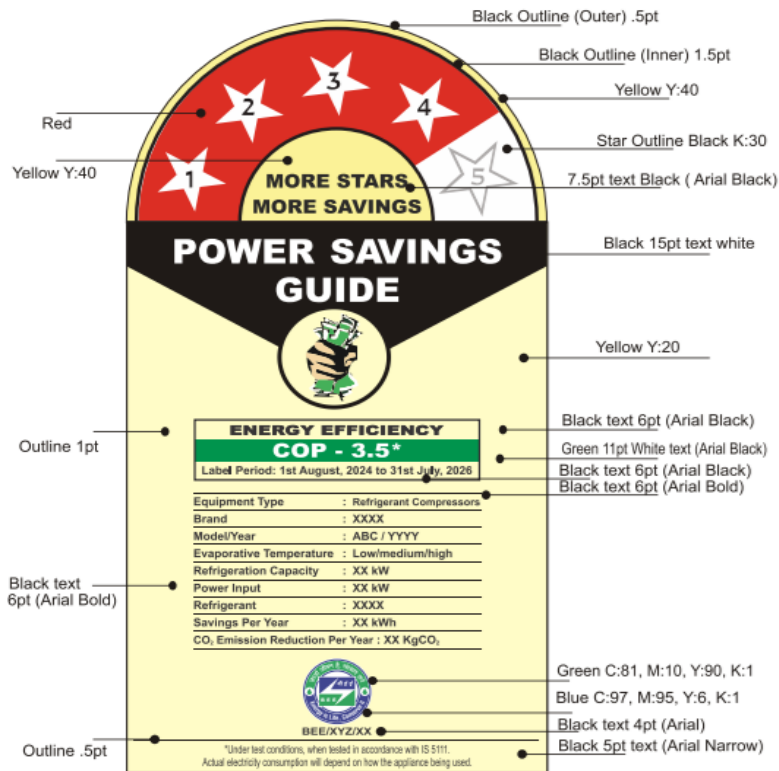 Black Outline (Outer) .5pt
Black Outline (Inner) 1.5pt
Yellow Y:40
Red
Star Outline Black K:30
Yellow Y:40
7.5pt text Black ( Arial Black)
1
2
3
4
5
MORE STARS
MORE SAVINGS
POWER SAVINGS
GUIDE
Black 15pt text white
Yellow Y:20
Outline 1pt
ENERGY EFFICIENCY
COP - 3.5*
Label Period: 1st August, 2024 to 31st July, 2026
Black text 6pt (Arial Black)
Green 11pt White text (Arial Black)
Black text 6pt (Arial Black)
Black text 6pt (Arial Bold)
Equipment Type : Refrigerant Compressors
Brand : XXXX
Model/Year : ABC / YYYY
Evaporative Temperature : Low/medium/high
Refrigeration Capacity : XX kW
Power Input : XX kW
Refrigerant : XXXX
Savings Per Year : XX kWh
CO₂ Emission Reduction Per Year : XX KgCO₂
Black text
6pt (Arial Bold)
Green C:81, M:10, Y:90, K:1
Blue C:97, M:95, Y:6, K:1
BEE/XYZ/XX
Black text 4pt (Arial)
Outline .5pt
*Under test conditions, when tested in accordance with IS 5111.
Actual electricity consumption will depend on how the appliance being used.
Black 5pt text (Arial Narrow)